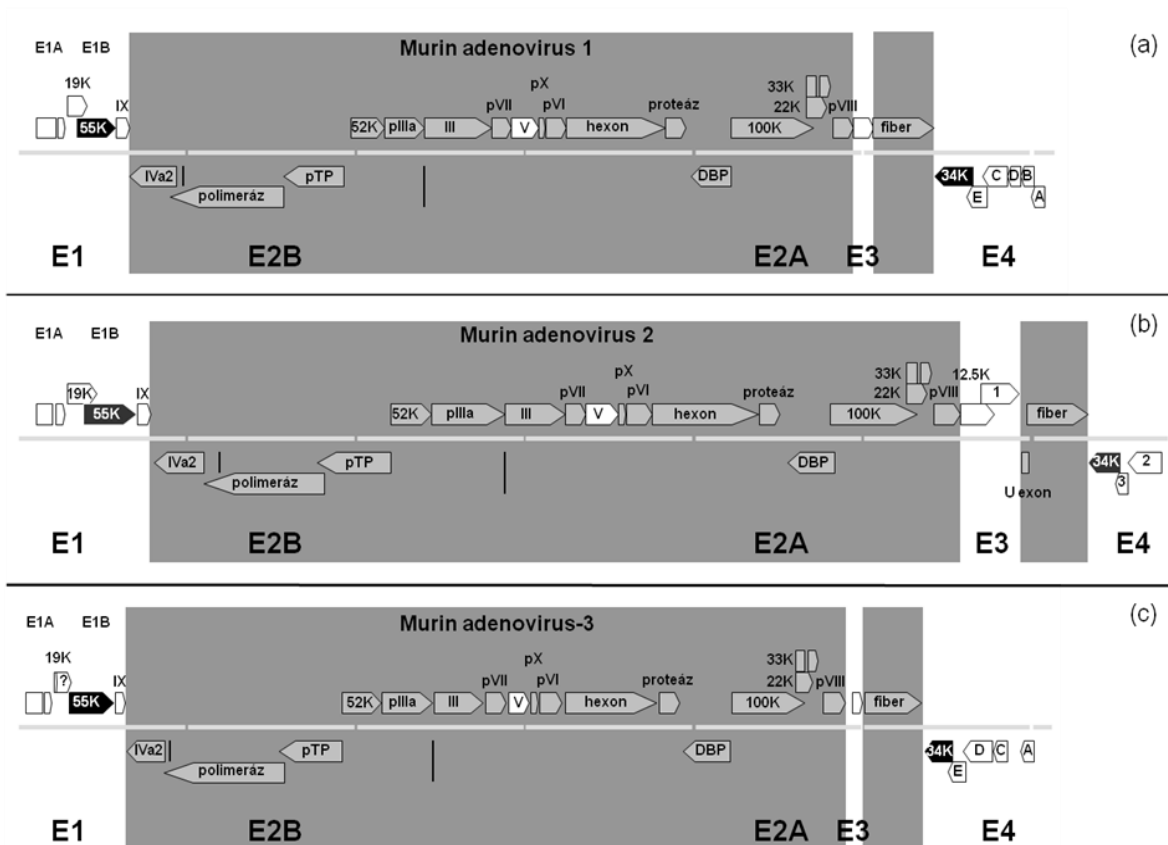 Murin adenovirus 1
(a)
E1A E1B
19K
55K
IX
pX
33K
22K
pVII
pVI
proteáz
pVIII
52K
pIIIa
III
V
hexon
100K
fiber
IVa2
pTP
polimeráz
DBP
34K
E
C
D
B
A
E1
E2B
E2A
E3
E4
Murin adenovirus 2
(b)
E1A E1B
19K
55K
IX
pX
33K
22K
12.5K
pVII
pVI
proteáz
pVIII
1
52K
pIIIa
III
V
hexon
100K
fiber
IVa2
pTP
polimeráz
DBP
U exon
34K
3
2
E1
E2B
E2A
E3
E4
Murin adenovirus-3
(c)
E1A E1B
19K
?
55K
IX
pX
33K
22K
pVII
pVI
proteáz
pVIII
52K
pIIIa
III
V
hexon
100K
fiber
IVa2
pTP
polimeráz
DBP
34K
E
D
C
A
E1
E2B
E2A
E3
E4